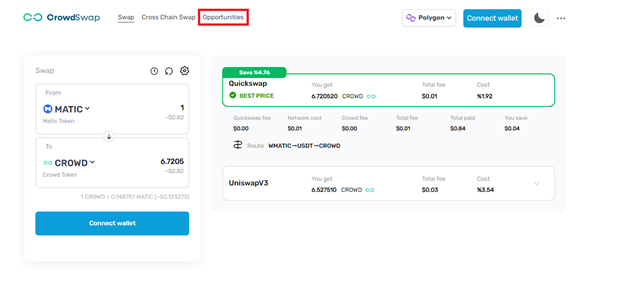 CrowdSwap Swap Cross Chain Swap Opportunities Polygon Connect wallet
Swap
From
MATIC 1
Matic Token ~$0.82
To
CROWD 6.7205
Crowd Token ~$0.82
1 CROWD = 0.148797 MATIC (~$0.123273)
Connect wallet
Save %4.76
Quickswap You get Total fee Cost
BEST PRICE 6.720520 CROWD $0.01 %1.92
Quickswap fee Network cost Crowd fee Total fee Total paid You save
$0.00 $0.01 $0.00 $0.01 $0.84 $0.04
Route WMATIC→USDT→CROWD
UniswapV3 You get Total fee Cost
6.527510 CROWD $0.03 %3.54